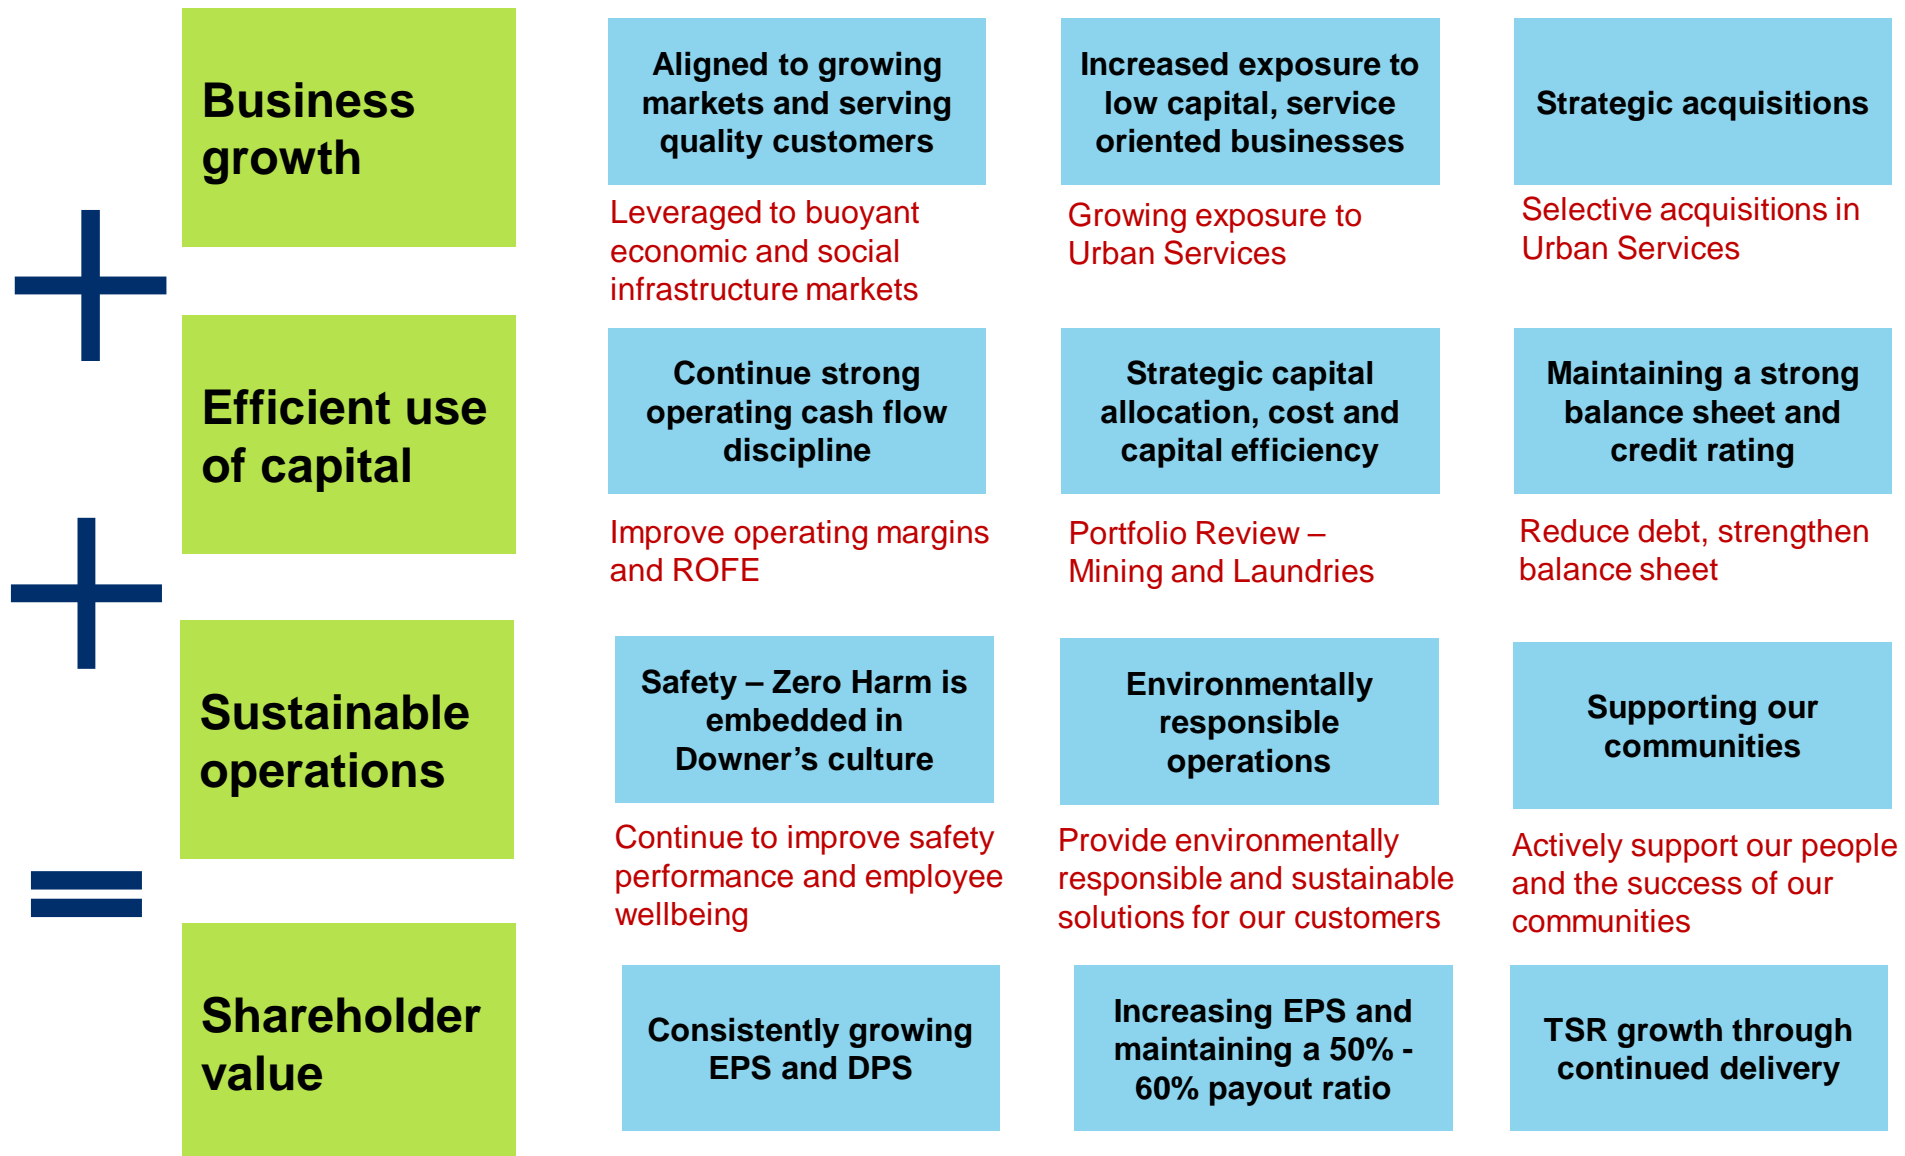 Business
growth
Aligned to growing
markets and serving
quality customers
Increased exposure to
low capital, service
oriented businesses
Strategic acquisitions
Leveraged to buoyant
economic and social
infrastructure markets
Growing exposure to
Urban Services
Selective acquisitions in
Urban Services
Efficient use
of capital
Continue strong
operating cash flow
discipline
Strategic capital
allocation, cost and
capital efficiency
Maintaining a strong
balance sheet and
credit rating
Improve operating margins
and ROFE
Portfolio Review –
Mining and Laundries
Reduce debt, strengthen
balance sheet
Sustainable
operations
Safety – Zero Harm is
embedded in
Downer’s culture
Environmentally
responsible
operations
Supporting our
communities
Continue to improve safety
performance and employee
wellbeing
Provide environmentally
responsible and sustainable
solutions for our customers
Actively support our people
and the success of our
communities
Shareholder
value
Consistently growing
EPS and DPS
Increasing EPS and
maintaining a 50% -
60% payout ratio
TSR growth through
continued delivery